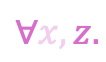 ∀x, z.